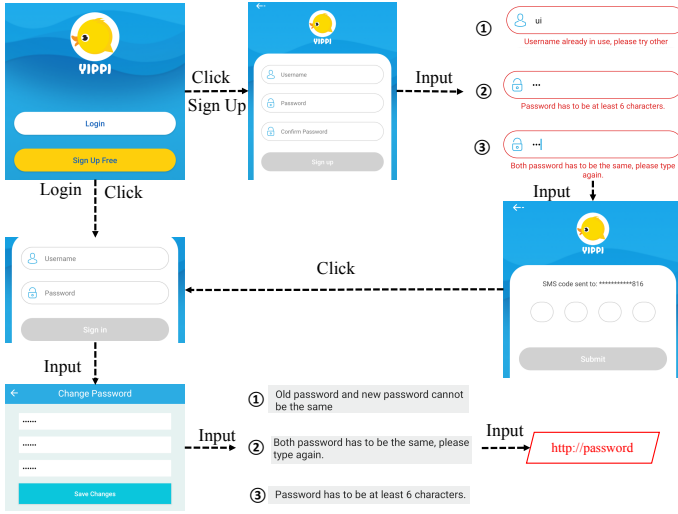 YIPPI
Login
Sign Up Free
Click
Sign Up
YIPPI
Username
Password
Confirm Password
Sign up
Input
① ui
Username already in use, please try other
② •••
Password has to be at least 6 characters.
③ •••
Both password has to be the same, please type
again.
Login Click
Input
Username
Password
Sign in
Click
YIPPI
SMS code sent to: ***********816
Submit
Input
Change Password
••••••
••••••
••••••
Save Changes
Input
① Old password and new password cannot
be the same
② Both password has to be the same, please
type again.
③ Password has to be at least 6 characters.
Input
http://password